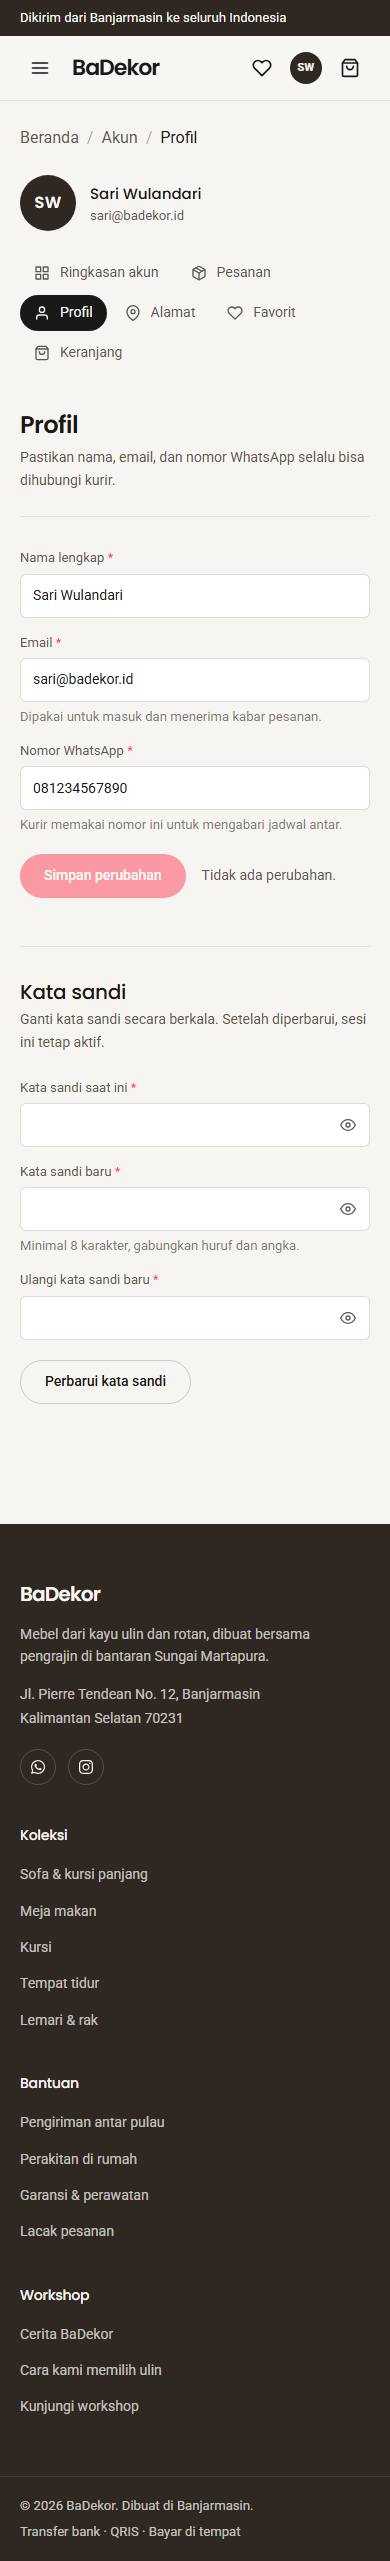 Dikirim dari Banjarmasin ke seluruh Indonesia
BaDekor
SW
Beranda / Akun / Profil
SW
Sari Wulandari
sari@badekor.id
Ringkasan akun
Pesanan
Profil
Alamat
Favorit
Keranjang
Profil
Pastikan nama, email, dan nomor WhatsApp selalu bisa
dihubungi kurir.
Nama lengkap *
Sari Wulandari
Email *
sari@badekor.id
Dipakai untuk masuk dan menerima kabar pesanan.
Nomor WhatsApp *
081234567890
Kurir memakai nomor ini untuk mengabari jadwal antar.
Simpan perubahan
Tidak ada perubahan.
Kata sandi
Ganti kata sandi secara berkala. Setelah diperbarui, sesi
ini tetap aktif.
Kata sandi saat ini *
Kata sandi baru *
Minimal 8 karakter, gabungkan huruf dan angka.
Ulangi kata sandi baru *
Perbarui kata sandi
BaDekor
Mebel dari kayu ulin dan rotan, dibuat bersama
pengrajin di bantaran Sungai Martapura.
Jl. Pierre Tendean No. 12, Banjarmasin
Kalimantan Selatan 70231
Koleksi
Sofa & kursi panjang
Meja makan
Kursi
Tempat tidur
Lemari & rak
Bantuan
Pengiriman antar pulau
Perakitan di rumah
Garansi & perawatan
Lacak pesanan
Workshop
Cerita BaDekor
Cara kami memilih ulin
Kunjungi workshop
© 2026 BaDekor. Dibuat di Banjarmasin.
Transfer bank · QRIS · Bayar di tempat